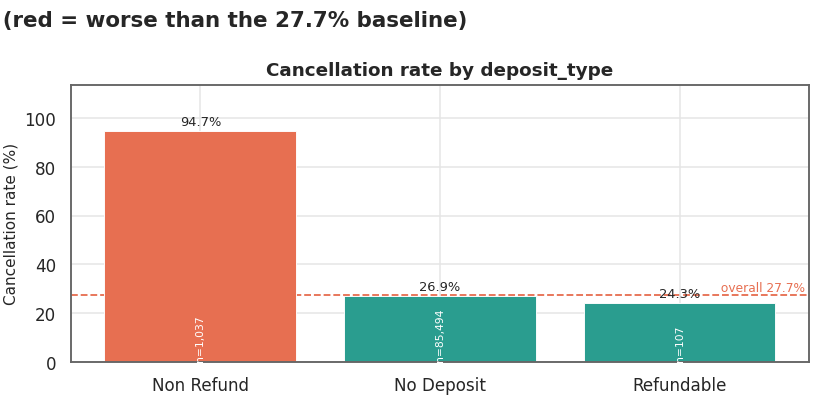 (red = worse than the 27.7% baseline)
Cancellation rate by deposit_type
Cancellation rate (%)
100
80
60
40
20
0
94.7%
26.9%
24.3%
overall 27.7%
n=1,037
n=85,494
n=107
Non Refund
No Deposit
Refundable